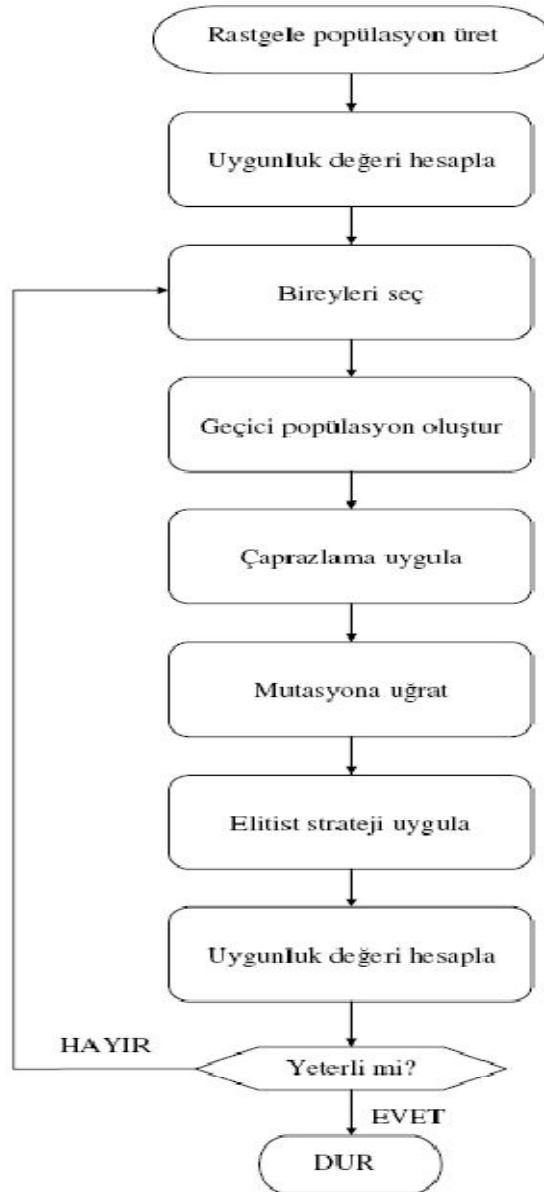 Rastgele popülasyon üret
Uygunluk değeri hesapla
Bireyleri seç
Geçici popülasyon oluştur
Çaprazlama uygula
Mutasyona uğrat
Elitist strateji uygula
Uygunluk değeri hesapla
HAYIR
Yeterli mi?
EVET
DUR